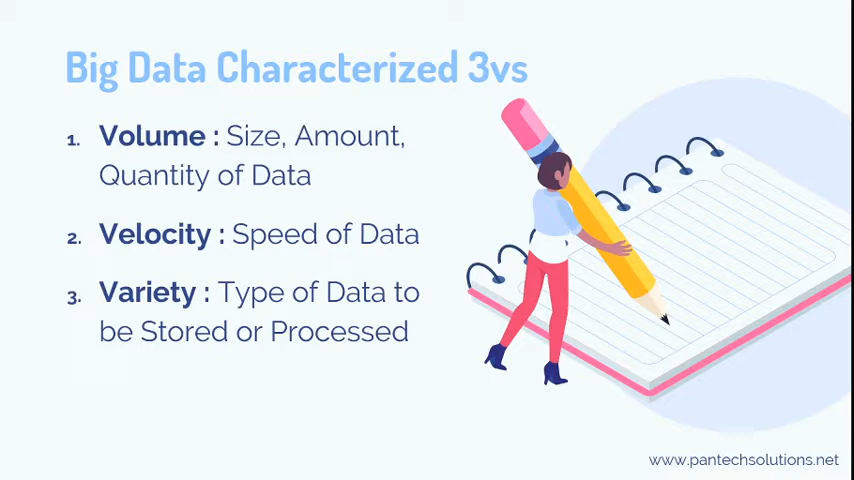 Big Data Characterized 3vs
1. Volume : Size, Amount,
Quantity of Data
2. Velocity : Speed of Data
3. Variety : Type of Data to
be Stored or Processed
www.pantechsolutions.net